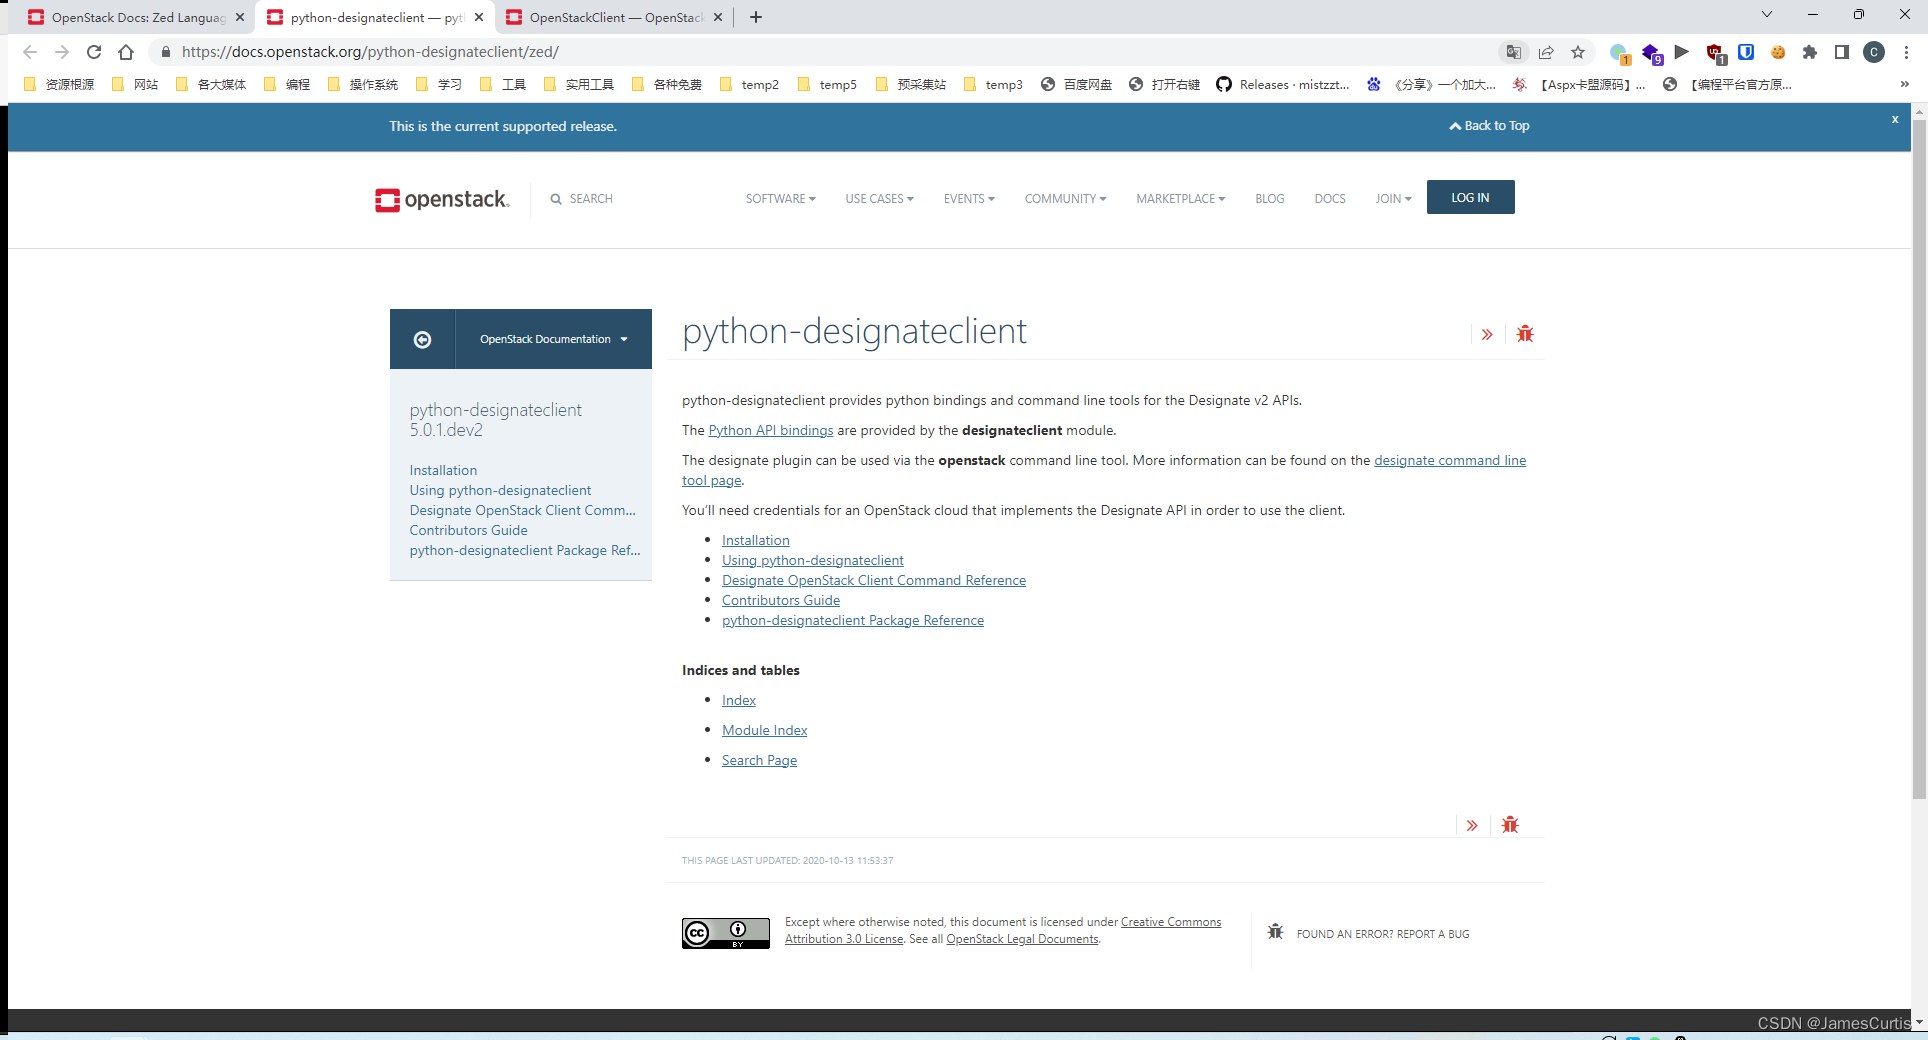 OpenStack Docs: Zed Languag
python-designateclient — pyt
OpenStackClient — OpenStack
https://docs.openstack.org/python-designateclient/zed/
1
9
1
C
资源根源
网站
各大媒体
编程
操作系统
学习
工具
实用工具
各种免费
temp2
temp5
预采集站
temp3
百度网盘
打开右键
Releases · mistzzt...
《分享》一个加大...
【Aspx卡盟源码】...
【编程平台官方原...
»
This is the current supported release.
Back to Top
x
openstack.
SEARCH
SOFTWARE
USE CASES
EVENTS
COMMUNITY
MARKETPLACE
BLOG
DOCS
JOIN
LOG IN
OpenStack Documentation
python-designateclient
5.0.1.dev2
Installation
Using python-designateclient
Designate OpenStack Client Comm...
Contributors Guide
python-designateclient Package Ref...
python-designateclient
python-designateclient provides python bindings and command line tools for the Designate v2 APIs.
The Python API bindings are provided by the designateclient module.
The designate plugin can be used via the openstack command line tool. More information can be found on the designate command line
tool page.
You'll need credentials for an OpenStack cloud that implements the Designate API in order to use the client.
• Installation
• Using python-designateclient
• Designate OpenStack Client Command Reference
• Contributors Guide
• python-designateclient Package Reference
Indices and tables
• Index
• Module Index
• Search Page
THIS PAGE LAST UPDATED: 2020-10-13 11:53:37
cc
BY
Except where otherwise noted, this document is licensed under Creative Commons
Attribution 3.0 License. See all OpenStack Legal Documents.
FOUND AN ERROR? REPORT A BUG
CSDN @JamesCurtis